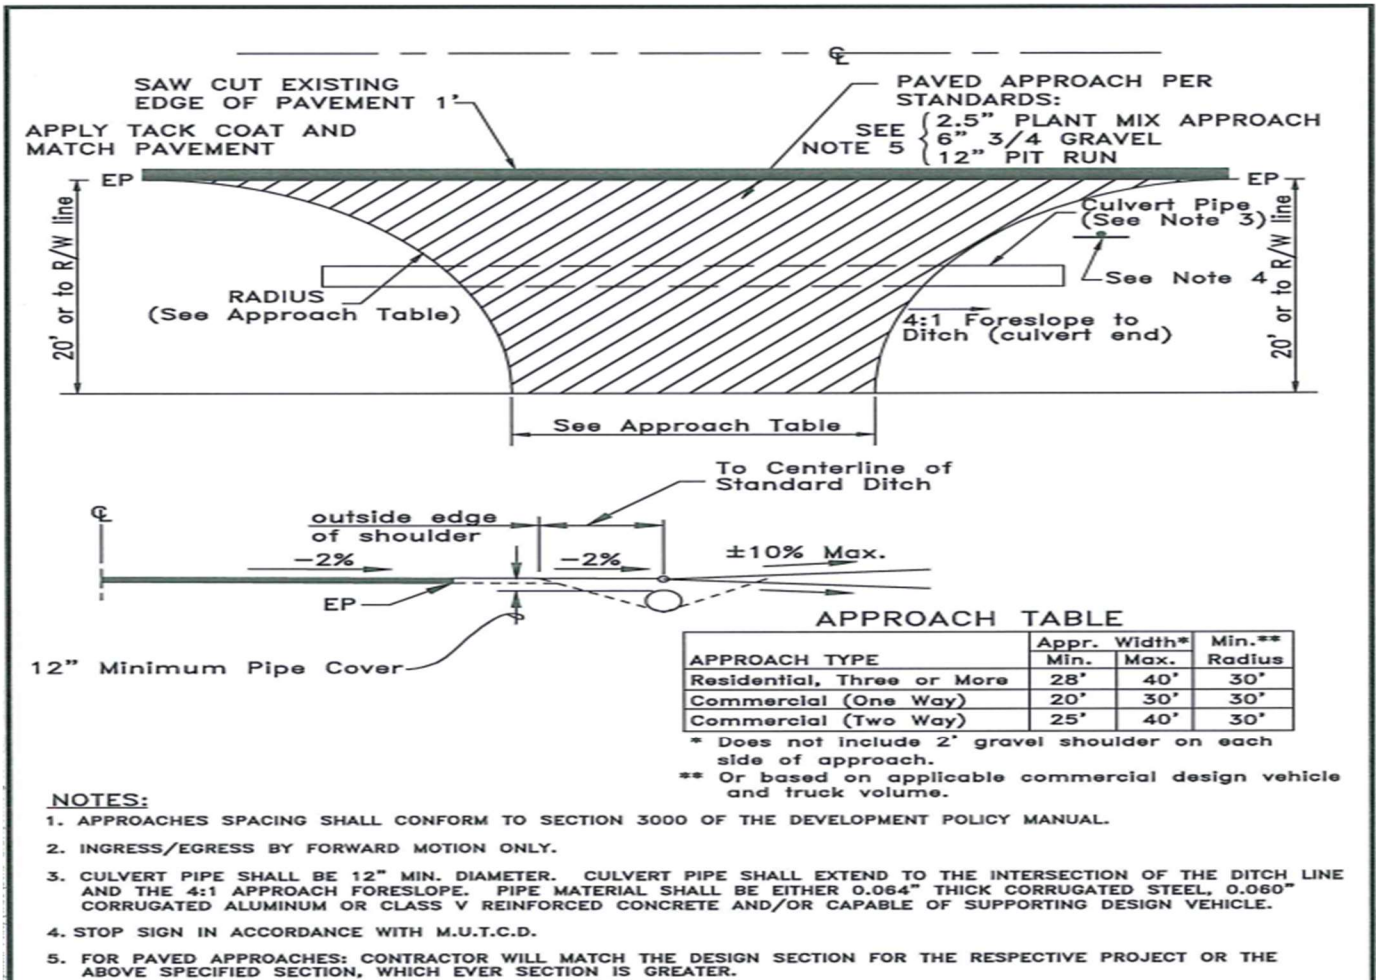 ℄
SAW CUT EXISTING
EDGE OF PAVEMENT 1'
APPLY TACK COAT AND
MATCH PAVEMENT
PAVED APPROACH PER
STANDARDS:
SEE
NOTE 5
2.5" PLANT MIX APPROACH
6" 3/4 GRAVEL
12" PIT RUN
EP
EP
20' or to R/W line
Culvert Pipe
(See Note 3)
See Note 4
20' or to R/W line
RADIUS
(See Approach Table)
4:1 Foreslope to
Ditch (culvert end)
See Approach Table
To Centerline of
Standard Ditch
℄
outside edge
of shoulder
-2%
-2%
±10% Max.
EP
12" Minimum Pipe Cover
APPROACH TABLE
APPROACH TYPE Appr. Width* Min.**
Min. Max. Radius
Residential, Three or More 28' 40' 30'
Commercial (One Way) 20' 30' 30'
Commercial (Two Way) 25' 40' 30'
* Does not include 2' gravel shoulder on each
side of approach.
** Or based on applicable commercial design vehicle
and truck volume.
NOTES:
1. APPROACHES SPACING SHALL CONFORM TO SECTION 3000 OF THE DEVELOPMENT POLICY MANUAL.
2. INGRESS/EGRESS BY FORWARD MOTION ONLY.
3. CULVERT PIPE SHALL BE 12" MIN. DIAMETER. CULVERT PIPE SHALL EXTEND TO THE INTERSECTION OF THE DITCH LINE
AND THE 4:1 APPROACH FORESLOPE. PIPE MATERIAL SHALL BE EITHER 0.064" THICK CORRUGATED STEEL, 0.060"
CORRUGATED ALUMINUM OR CLASS V REINFORCED CONCRETE AND/OR CAPABLE OF SUPPORTING DESIGN VEHICLE.
4. STOP SIGN IN ACCORDANCE WITH M.U.T.C.D.
5. FOR PAVED APPROACHES: CONTRACTOR WILL MATCH THE DESIGN SECTION FOR THE RESPECTIVE PROJECT OR THE
ABOVE SPECIFIED SECTION, WHICH EVER SECTION IS GREATER.